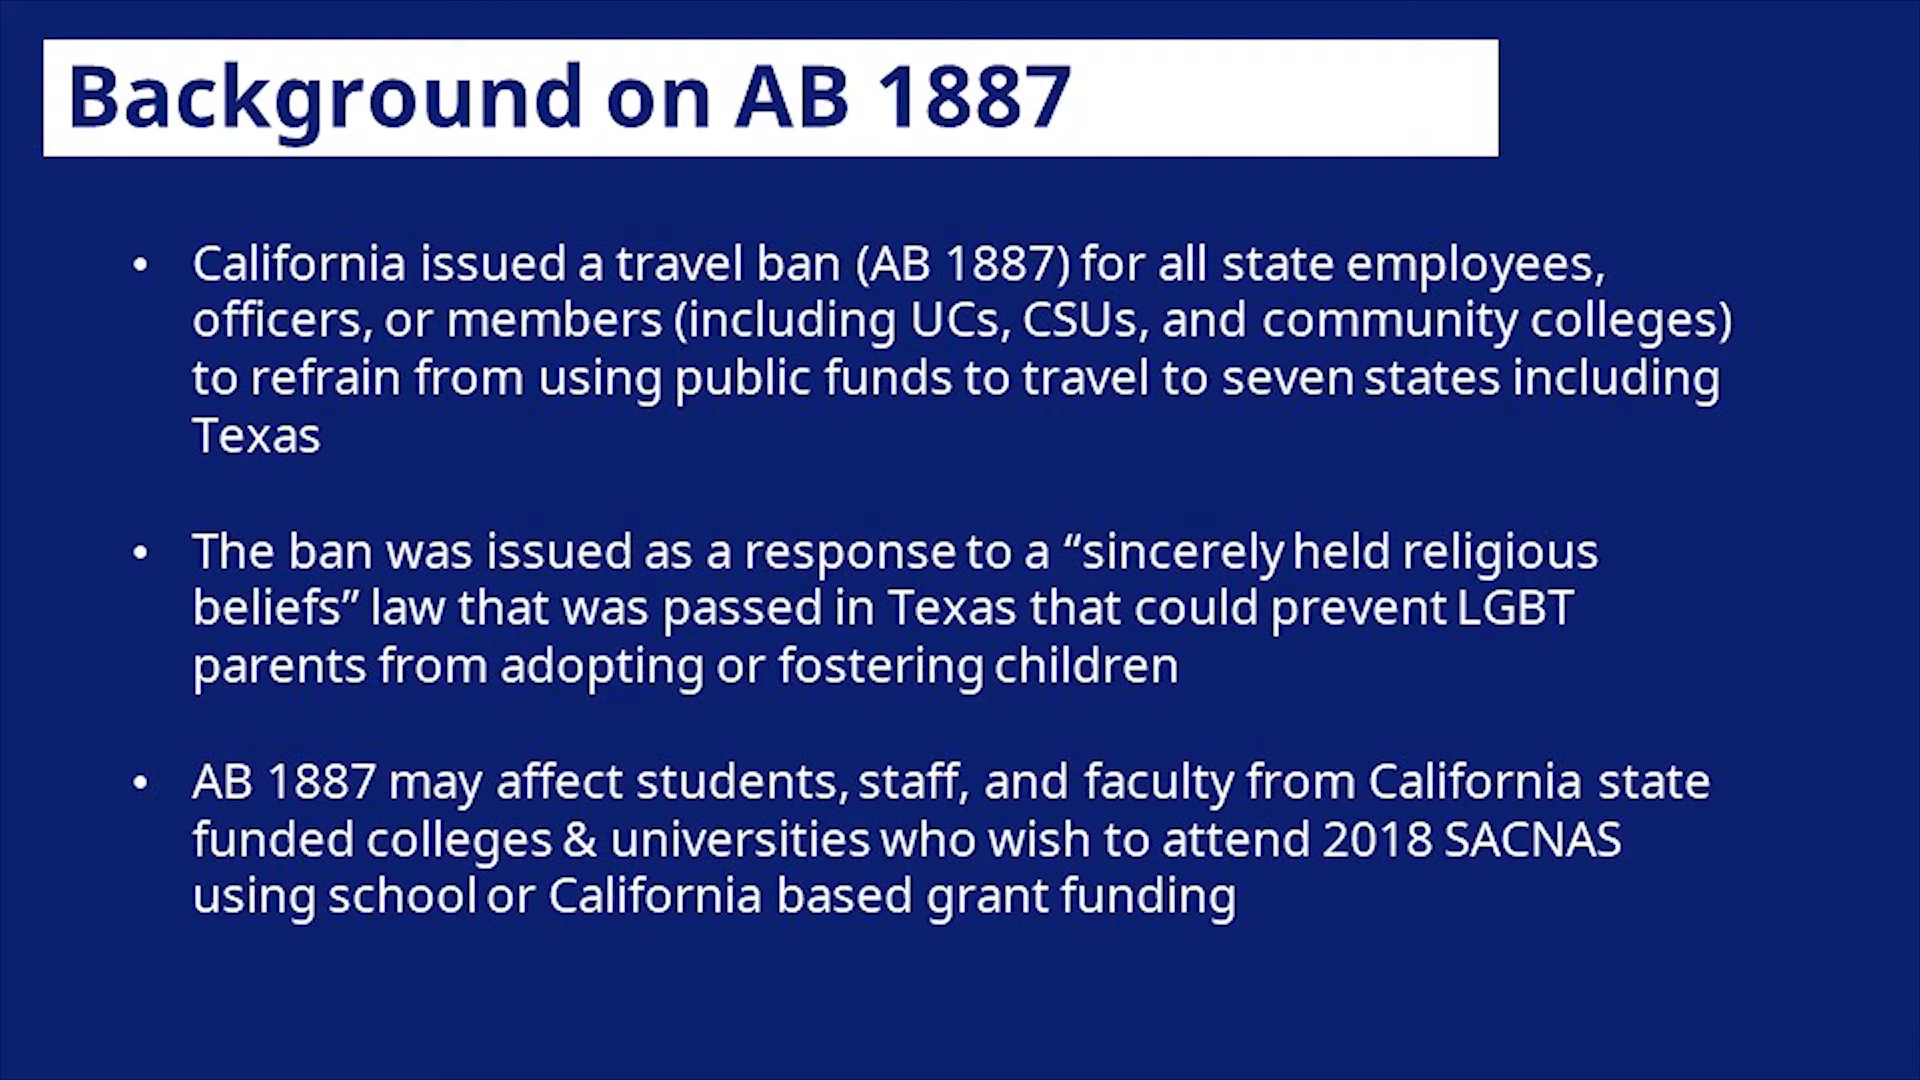 Background on AB 1887
• California issued a travel ban (AB 1887) for all state employees,
officers, or members (including UCs, CSUs, and community colleges)
to refrain from using public funds to travel to seven states including
Texas
• The ban was issued as a response to a “sincerely held religious
beliefs” law that was passed in Texas that could prevent LGBT
parents from adopting or fostering children
• AB 1887 may affect students, staff, and faculty from California state
funded colleges & universities who wish to attend 2018 SACNAS
using school or California based grant funding